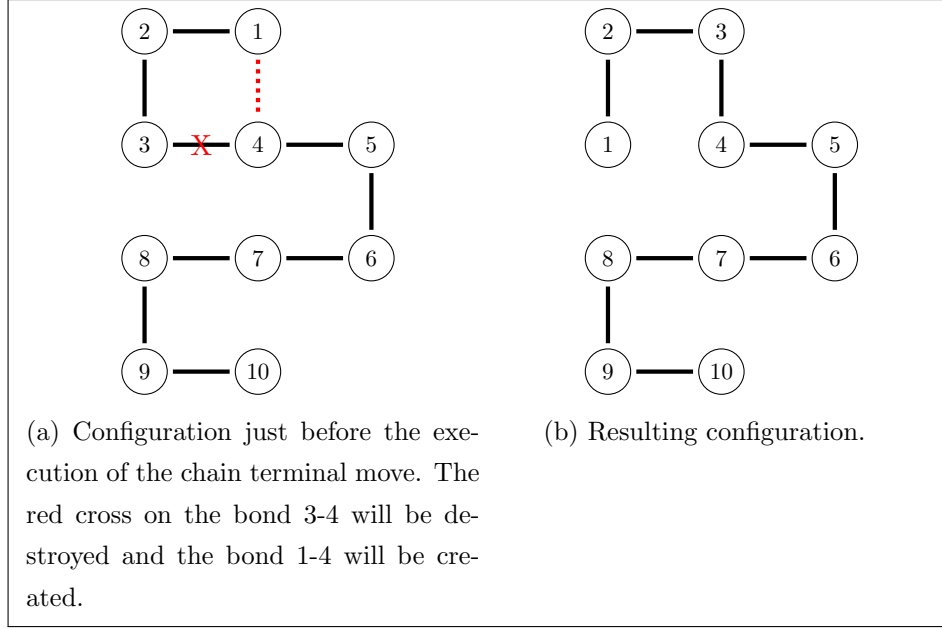 2 1 2 3
3 X 4 5 1 4 5
8 7 6 8 7 6
9 10 9 10
(a) Configuration just before the exe-
cution of the chain terminal move. The
red cross on the bond 3-4 will be de-
stroyed and the bond 1-4 will be cre-
ated.
(b) Resulting configuration.